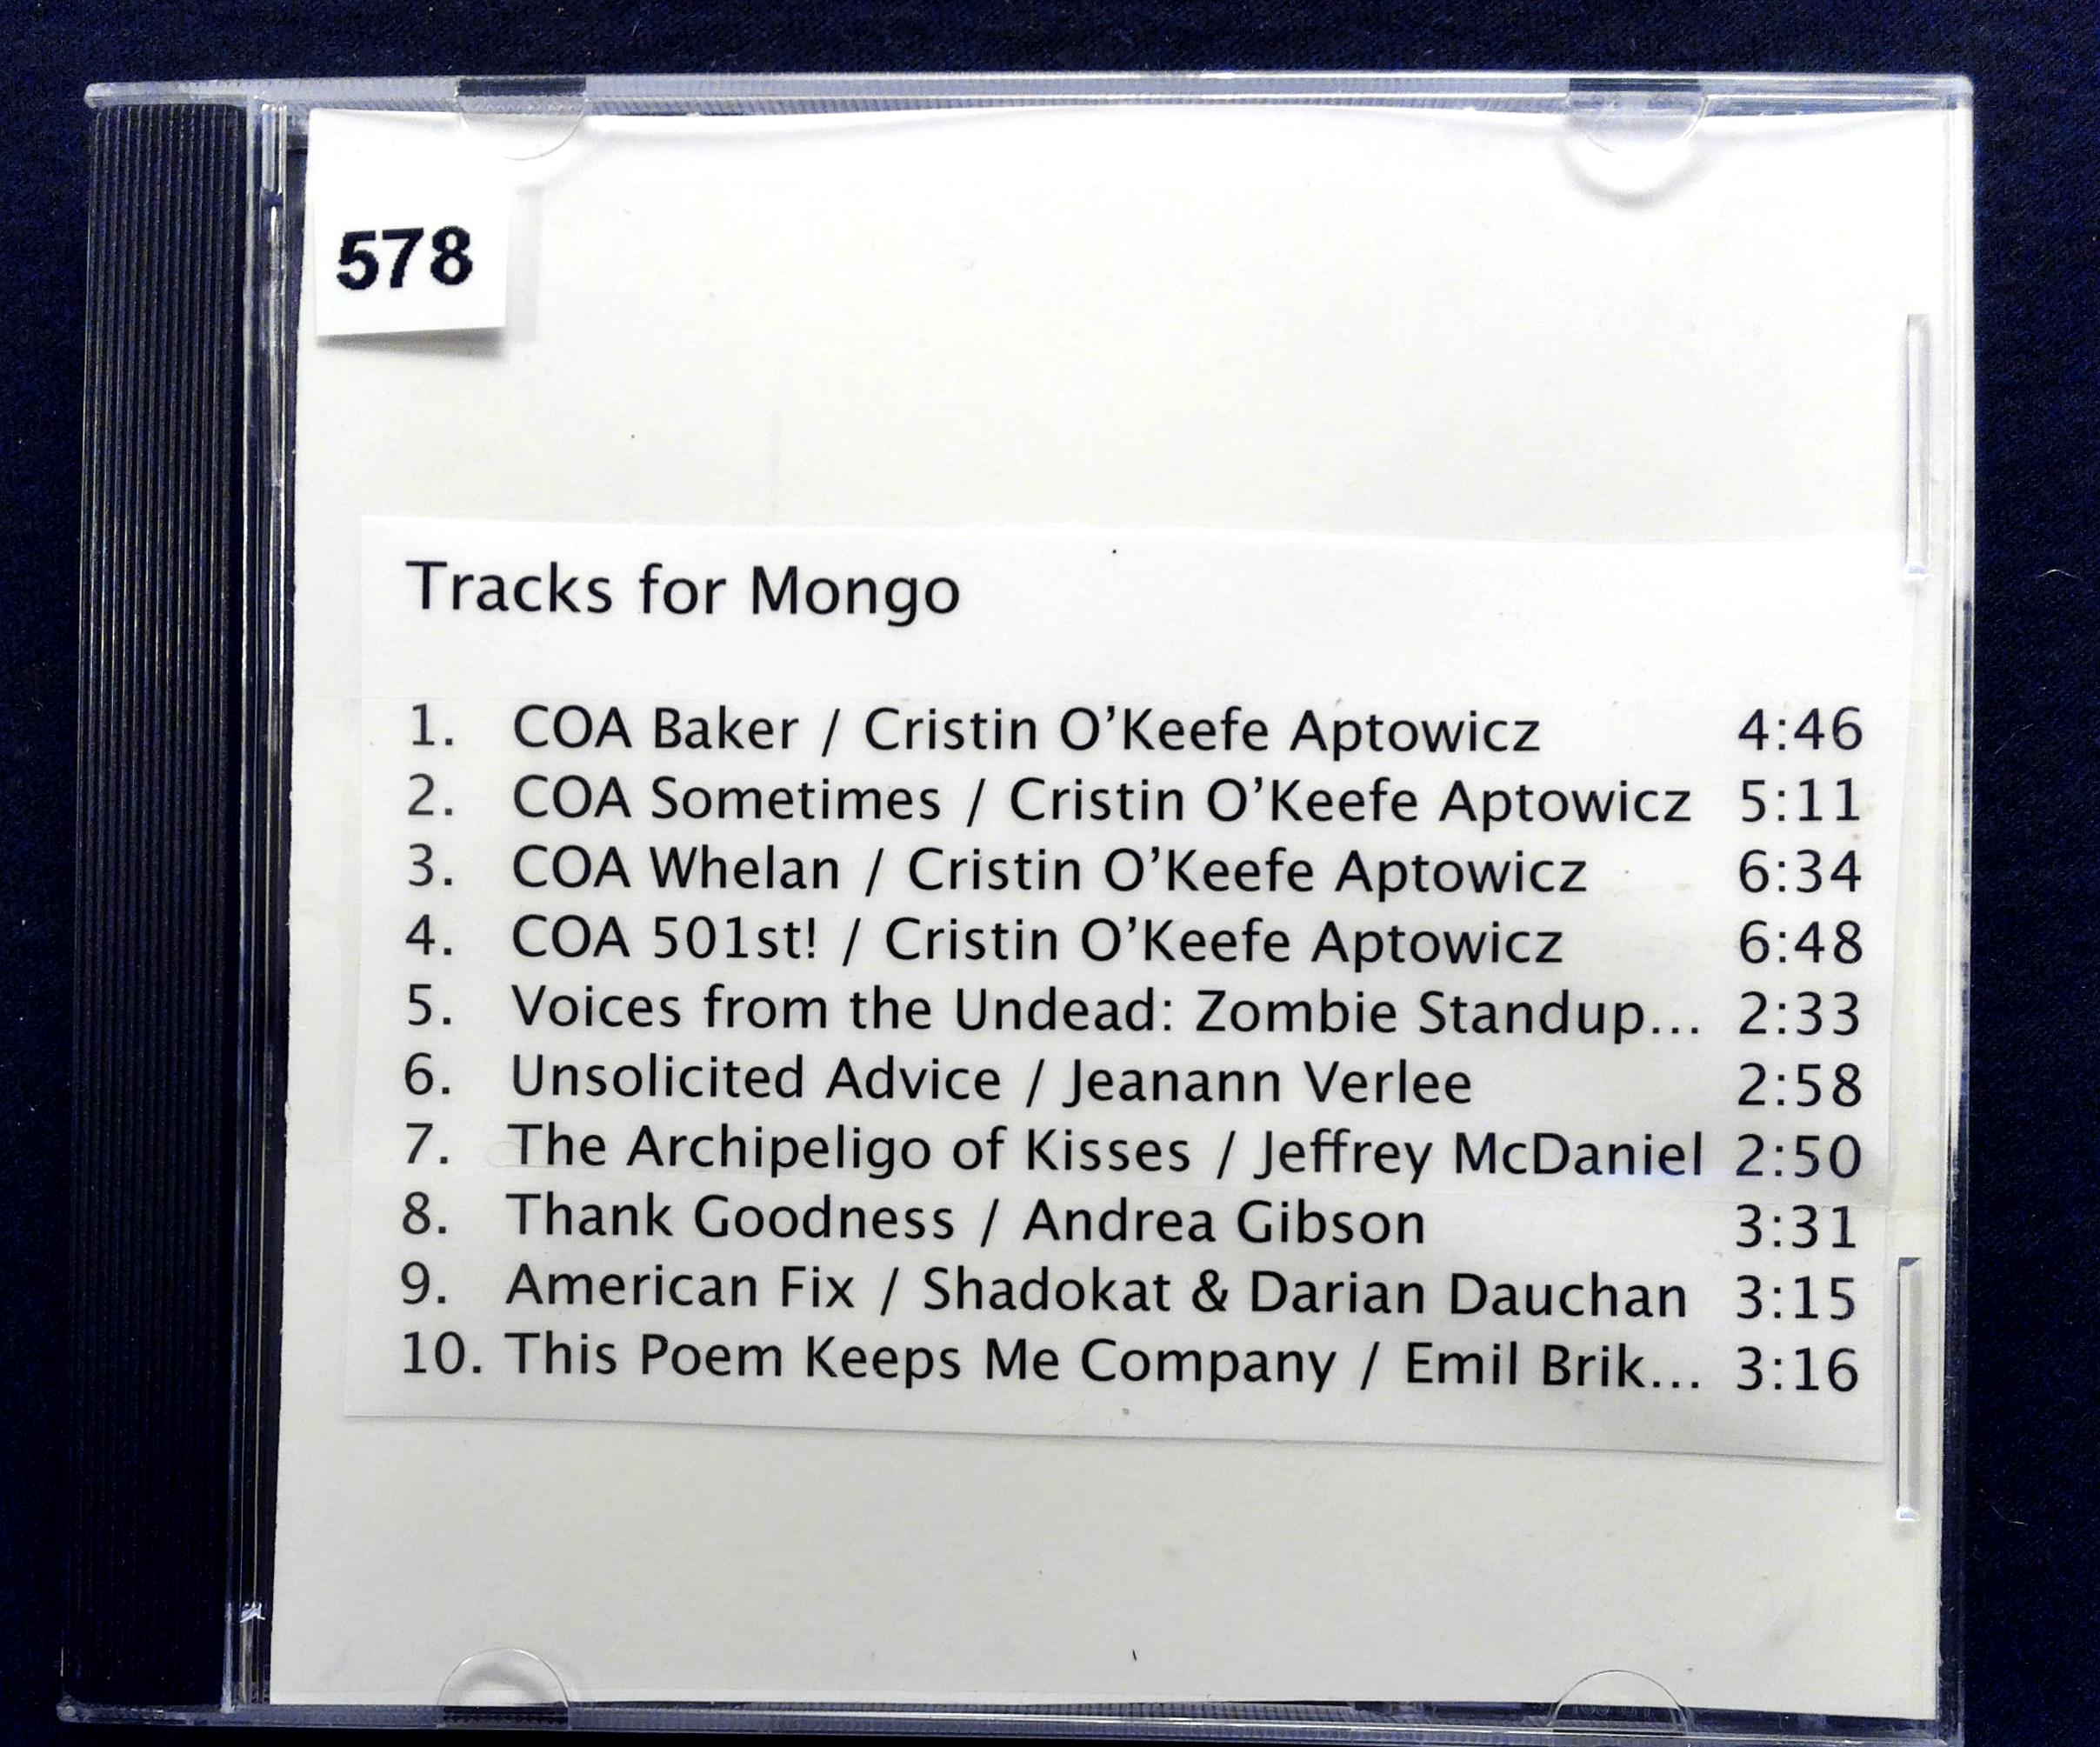 578
Tracks for Mongo
1. COA Baker / Cristin O’Keefe Aptowicz 4:46
2. COA Sometimes / Cristin O’Keefe Aptowicz 5:11
3. COA Whelan / Cristin O’Keefe Aptowicz 6:34
4. COA 501st! / Cristin O’Keefe Aptowicz 6:48
5. Voices from the Undead: Zombie Standup... 2:33
6. Unsolicited Advice / Jeanann Verlee 2:58
7. The Archipeligo of Kisses / Jeffrey McDaniel 2:50
8. Thank Goodness / Andrea Gibson 3:31
9. American Fix / Shadokat & Darian Dauchan 3:15
10. This Poem Keeps Me Company / Emil Brik... 3:16